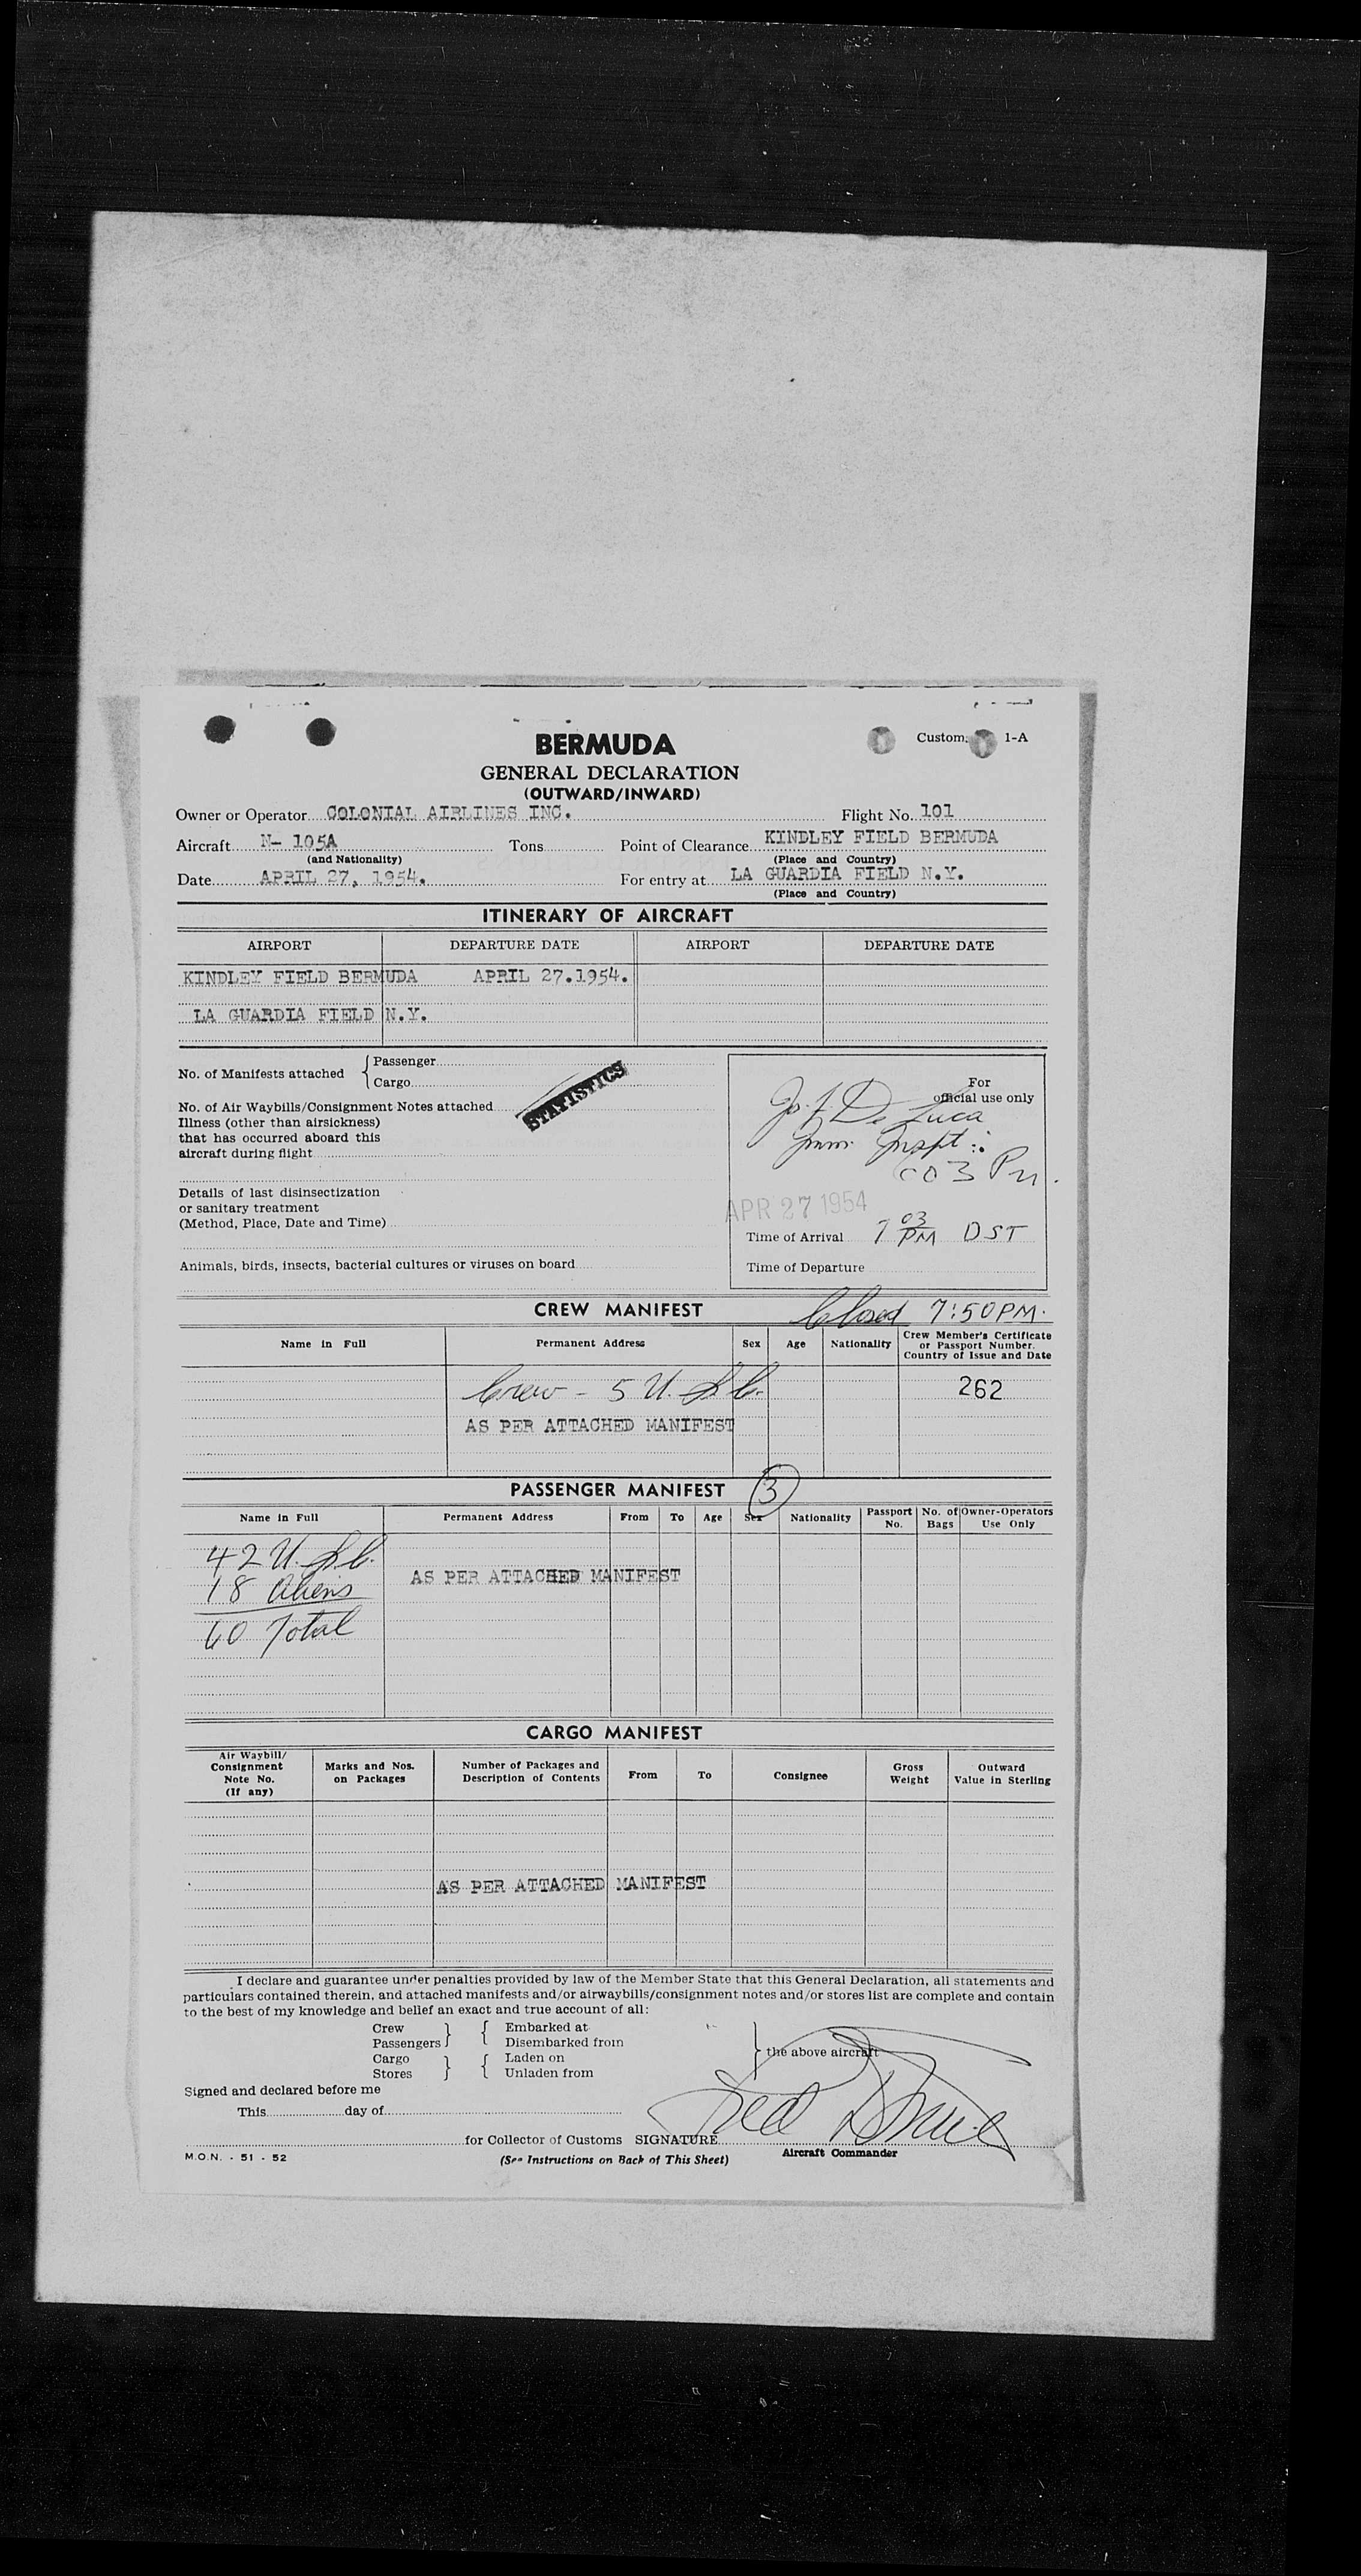 BERMUDA
Custom. 1-A
GENERAL DECLARATION
(OUTWARD/INWARD)
Owner or Operator COLONIAL AIRLINES INC. Flight No. 101
Aircraft N- 105A Tons Point of Clearance KINDLEY FIELD BERMUDA
(and Nationality) (Place and Country)
Date APRIL 27, 1954. For entry at LA GUARDIA FIELD N.Y.
(Place and Country)
ITINERARY OF AIRCRAFT
AIRPORT DEPARTURE DATE AIRPORT DEPARTURE DATE
KINDLEY FIELD BERMUDA APRIL 27.1954.
LA GUARDIA FIELD N.Y.
No. of Manifests attached { Passenger
Cargo
STATISTICS
No. of Air Waybills/Consignment Notes attached
Illness (other than airsickness)
that has occurred aboard this
aircraft during flight
Details of last disinsectization
or sanitary treatment
(Method, Place, Date and Time)
Animals, birds, insects, bacterial cultures or viruses on board
For
official use only
Jos. F. De Luca
Imm. Inspt.
03 PM.
APR 27 1954
Time of Arrival 7 03 PM DST
Time of Departure
CREW MANIFEST Closed 7:50 PM.
Name in Full Permanent Address Sex Age Nationality Crew Member's Certificate
or Passport Number.
Country of Issue and Date
Crew - 5 U.S.C. 262
AS PER ATTACHED MANIFEST
PASSENGER MANIFEST 3
Name in Full Permanent Address From To Age Sex Nationality Passport No. No. of Bags Owner-Operators Use Only
42 U.S.C.
18 Aliens AS PER ATTACHED MANIFEST
60 Total
CARGO MANIFEST
Air Waybill/ Consignment Note No. (If any) Marks and Nos. on Packages Number of Packages and Description of Contents From To Consignee Gross Weight Outward Value in Sterling
AS PER ATTACHED MANIFEST
I declare and guarantee under penalties provided by law of the Member State that this General Declaration, all statements and
particulars contained therein, and attached manifests and/or airwaybills/consignment notes and/or stores list are complete and contain
to the best of my knowledge and belief an exact and true account of all:
Crew } { Embarked at
Passengers } { Disembarked from
Cargo } { Laden on } the above aircraft
Stores } { Unladen from
Signed and declared before me
This day of
for Collector of Customs SIGNATURE Fred
M.O.N. - 51 - 52 (See Instructions on Back of This Sheet) Aircraft Commander